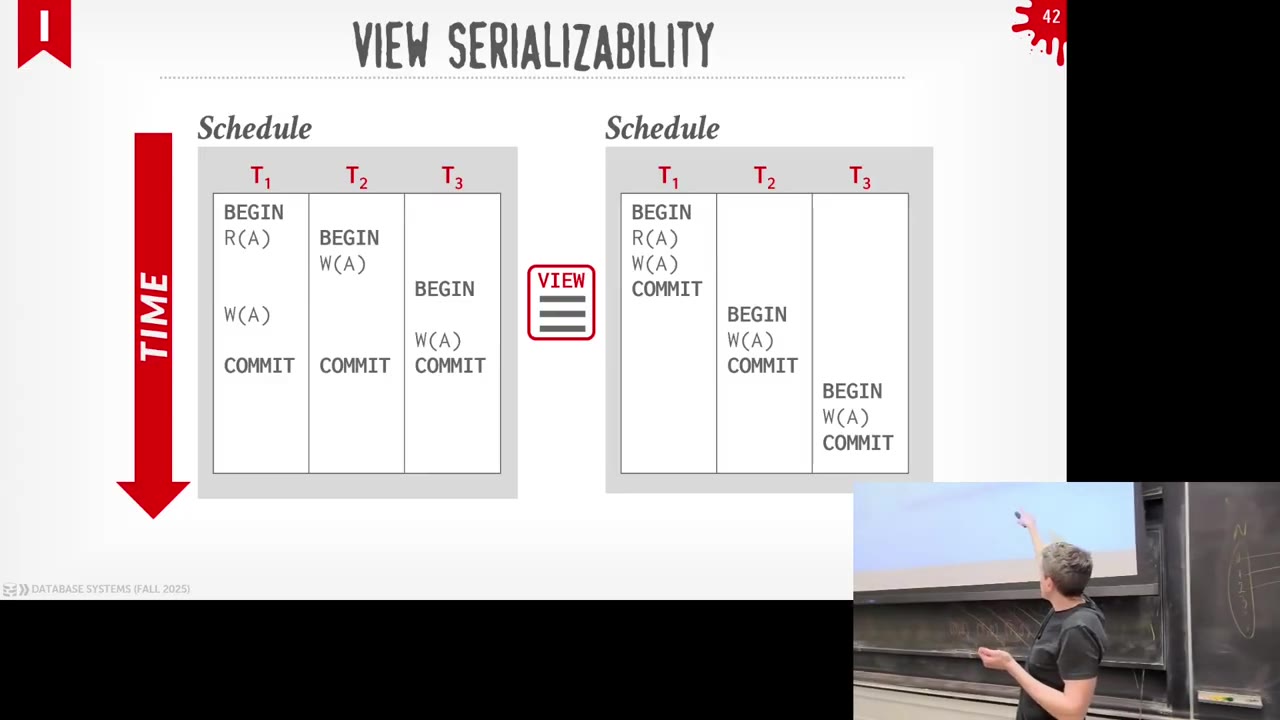 I
42
VIEW SERIALIZABILITY
Schedule
T1 T2 T3
BEGIN
R(A) BEGIN
W(A)
BEGIN
W(A)
W(A)
COMMIT COMMIT COMMIT
VIEW
Schedule
T1 T2 T3
BEGIN
R(A)
W(A)
COMMIT
BEGIN
W(A)
COMMIT
BEGIN
W(A)
COMMIT
TIME
DATABASE SYSTEMS (FALL 2025)